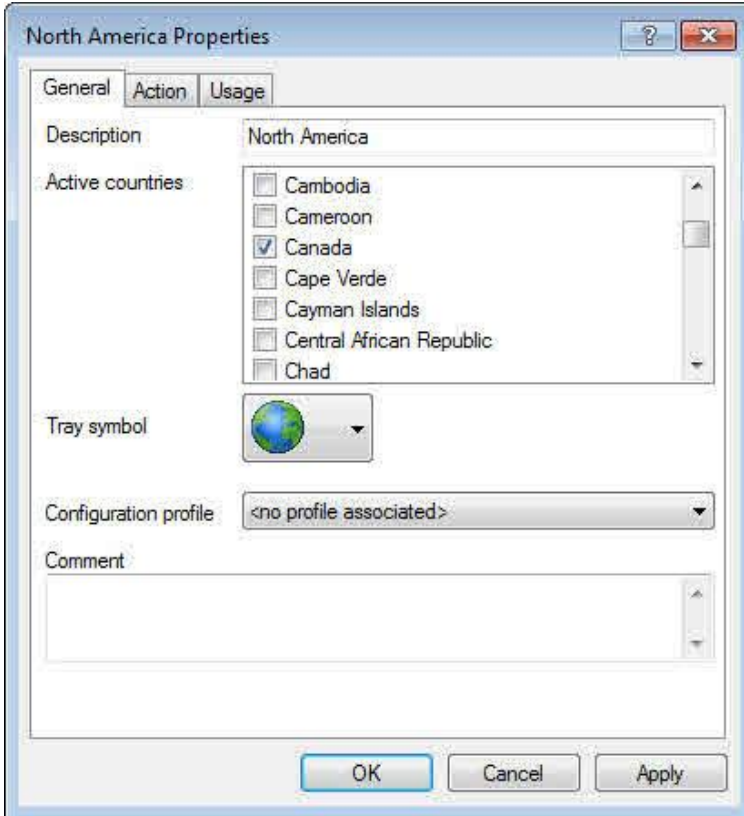 North America Properties
General Action Usage
Description North America
Active countries Cambodia
Cameroon
Canada
Cape Verde
Cayman Islands
Central African Republic
Chad
Tray symbol
Configuration profile <no profile associated>
Comment
OK Cancel Apply